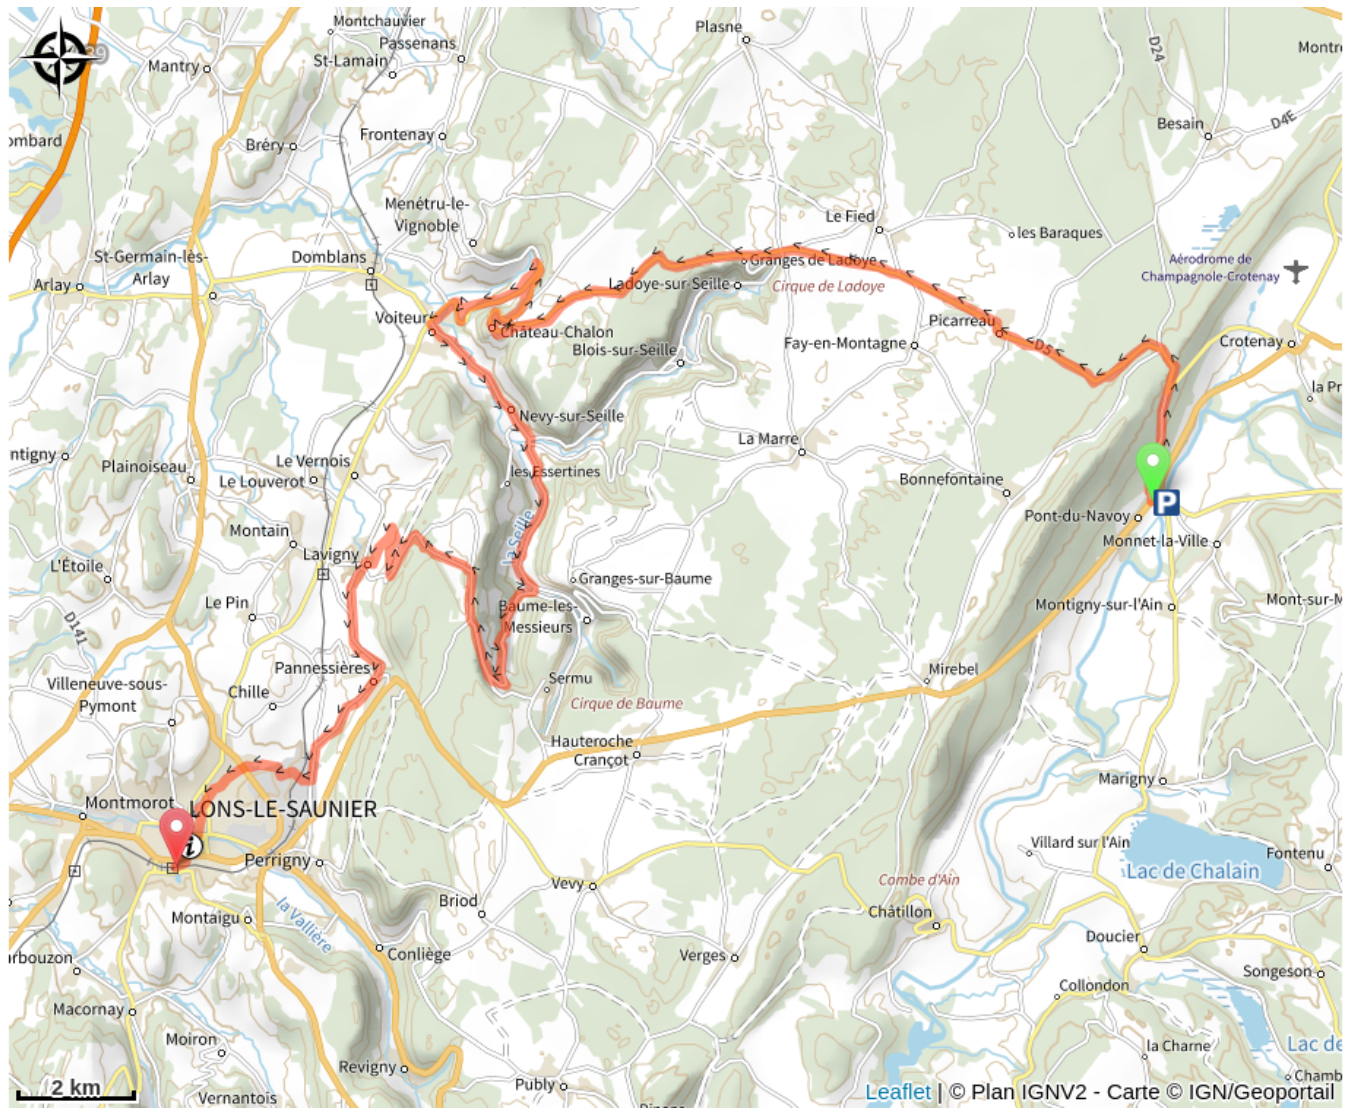 Montchauvier
Plasne
Passenans
D24
Montr
39
St-Lamain
Mantry
Besain
D4E
Frontenay
ombard
Bréry
Menétru-le-
Vignoble
Le Fied
les Baraques
St-Germain-lès-
Arlay
Domblans
Granges de Ladoye
Aérodrome de
Champagnole-Crotenay
Arlay
Ladoye-sur-Seille
Cirque de Ladoye
Voiteur
Château-Chalon
Picarreau
Blois-sur-Seille
Fay-en-Montagne
D5
Crotenay
la Pr
Nevy-sur-Seille
La Marre
ntigny
Plainoiseau
Le Vernois
Le Louverot
les Essertines
Bonnefontaine
P
Pont-du-Navoy
Montain
La Seille
Monnet-la-Ville
Lavigny
L'Étoile
Granges-sur-Baume
Le Pin
Baume-les-
Messieurs
Montigny-sur-l'Ain
Mont-sur-M
D141
Pannessières
Mirebel
Villeneuve-sous-
Pymont
Chille
Sermu
Cirque de Baume
Hauteroche
Crançot
Marigny
Montmorot
LONS-LE-SAUNIER
i
Villard sur l'Ain
Fontenu
Perrigny
Lac de Chalain
Vevy
Combe d'Ain
Briod
Châtillon
Montaigu
la Vallière
Doucier
Conliège
Verges
rbouzon
Songeson
Collondon
Macornay
Moiron
la Charne
Lac de
Revigny
Chamb
2 km
Publy
Vernantois
Leaflet | © Plan IGNV2 - Carte © IGN/Geoportail